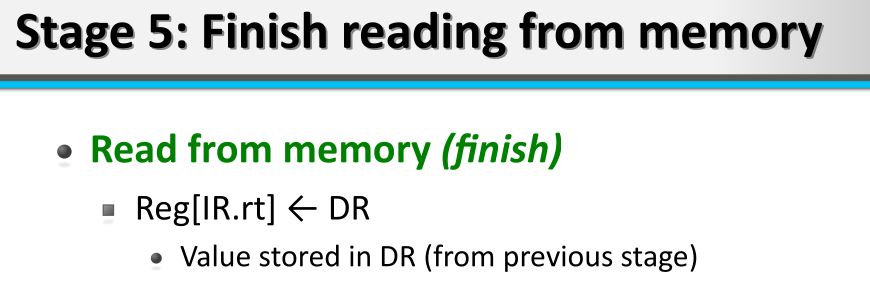 Stage 5: Finish reading from memory
Read from memory (finish)
Reg[IR.rt] ← DR
Value stored in DR (from previous stage)